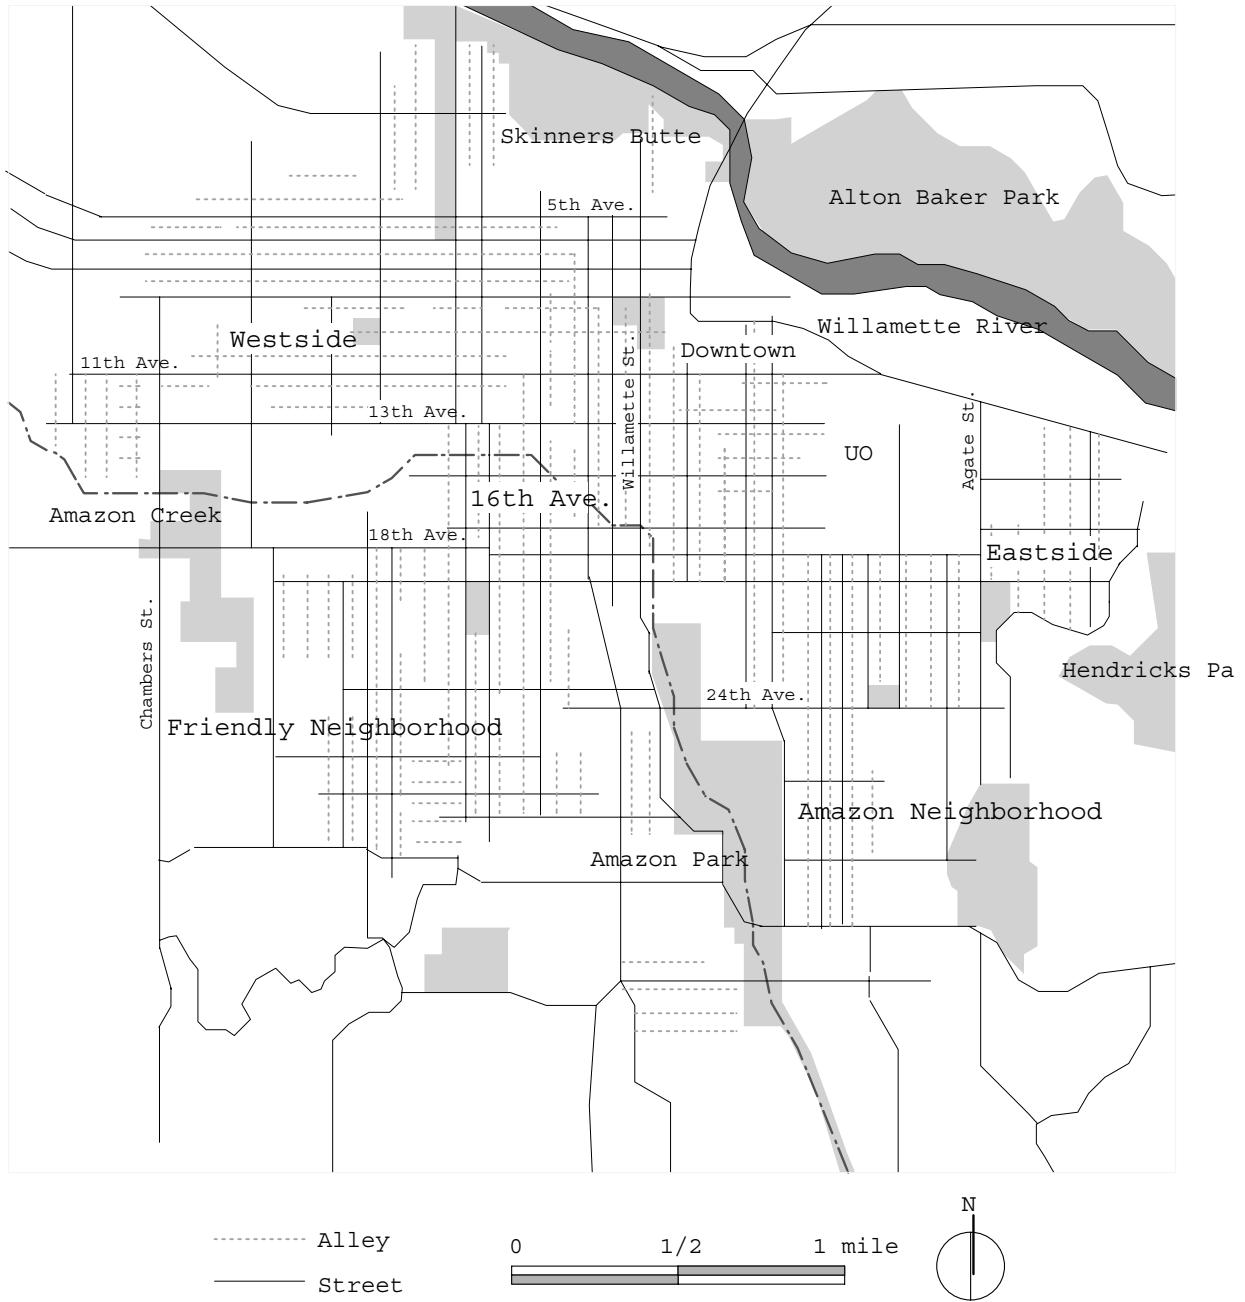 Skinners Butte
Alton Baker Park
5th Ave.
Willamette River
Westside
Downtown
11th Ave.
Willamette St.
13th Ave.
Agate St.
UO
16th Ave.
Amazon Creek
18th Ave.
Eastside
Chambers St.
Hendricks Pa
24th Ave.
Friendly Neighborhood
Amazon Neighborhood
Amazon Park
N
Alley
0 1/2 1 mile
Street